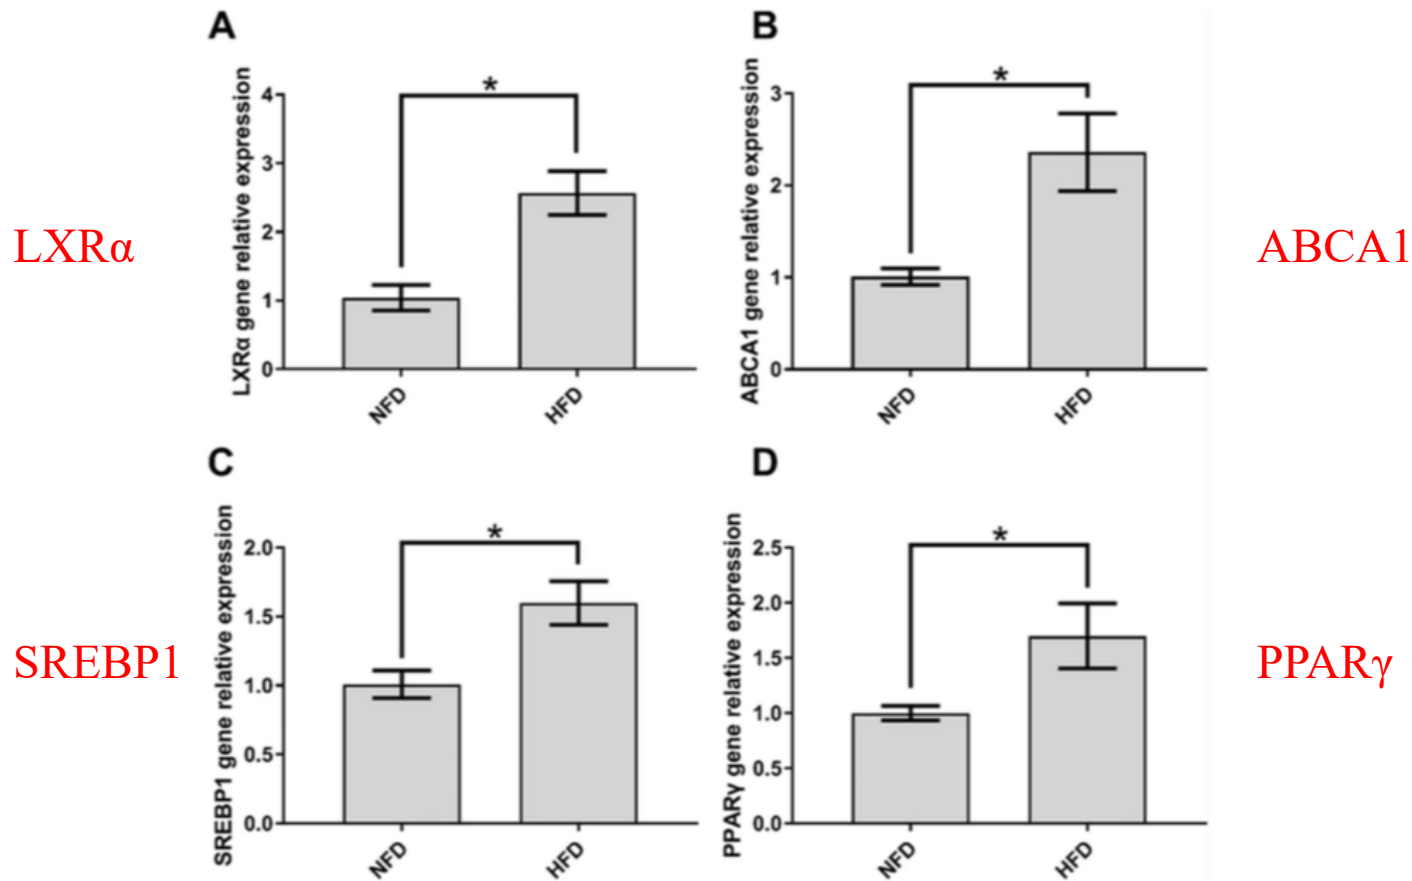 A
LXRα gene relative expression
4
3
2
1
0
*
NFD
HFD
LXRα
B
ABCA1 gene relative expression
3
2
1
0
*
NFD
HFD
ABCA1
C
SREBP1 gene relative expression
2.0
1.5
1.0
0.5
0.0
*
NFD
HFD
SREBP1
D
PPARγ gene relative expression
2.5
2.0
1.5
1.0
0.5
0.0
*
NFD
HFD
PPARγ